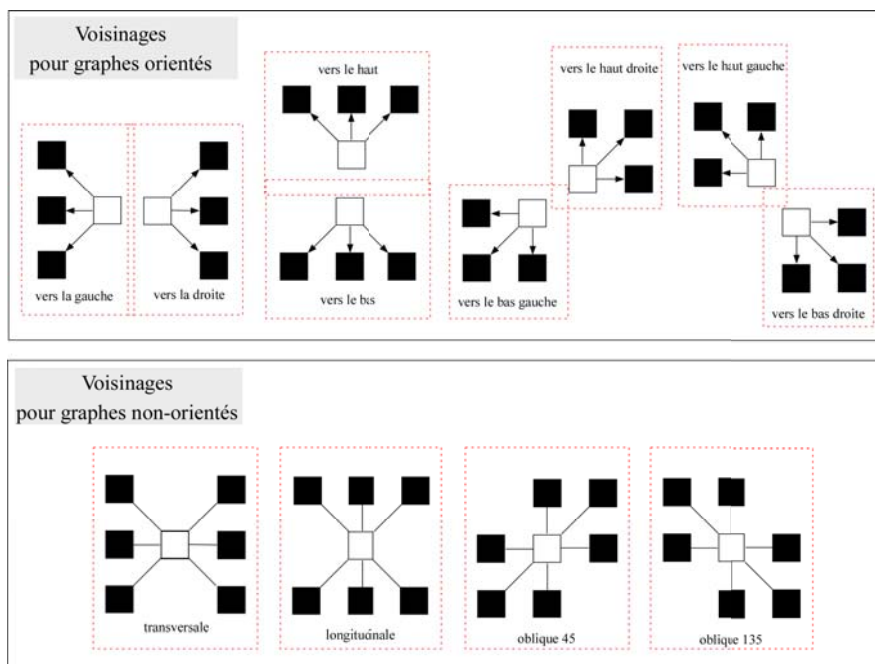 Voisinages
pour graphes orientés
vers le haut
vers le haut droite
vers le haut gauche
vers la gauche
vers la droite
vers le bas
vers le bas gauche
vers le bas droite
Voisinages
pour graphes non-orientés
transversale
longitudinale
oblique 45
oblique 135